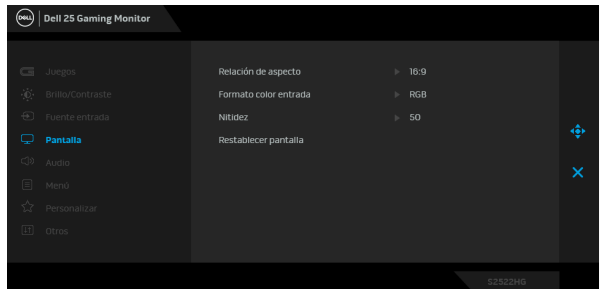 DELL Dell 25 Gaming Monitor
Juegos
Brillo/Contraste
Fuente entrada
Pantalla
Audio
Menú
Personalizar
Otros
Relación de aspecto 16:9
Formato color entrada RGB
Nitidez 50
Restablecer pantalla
S2522HG